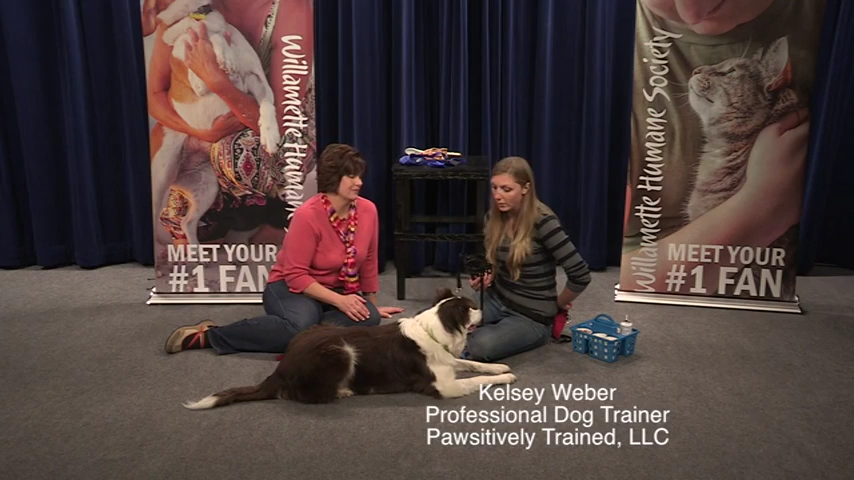 Willamette Humane
MEET YOUR
#1 FAN
Willamette Humane Society
MEET YOUR
#1 FAN
Kelsey Weber
Professional Dog Trainer
Pawsitively Trained, LLC